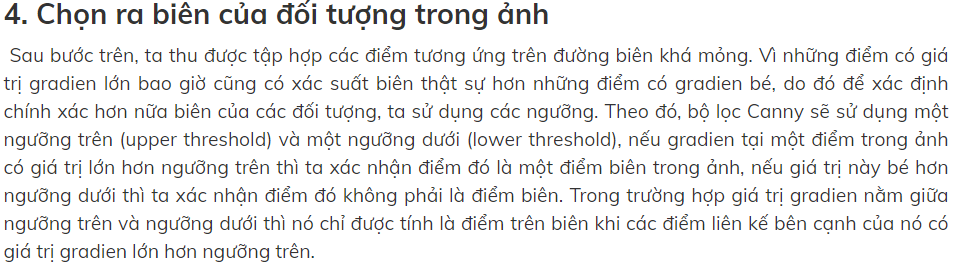 4. Chọn ra biên của đối tượng trong ảnh
Sau bước trên, ta thu được tập hợp các điểm tương ứng trên đường biên khá mỏng. Vì những điểm có giá
trị gradien lớn bao giờ cũng có xác suất biên thật sự hơn những điểm có gradien bé, do đó để xác định
chính xác hơn nữa biên của các đối tượng, ta sử dụng các ngưỡng. Theo đó, bộ lọc Canny sẽ sử dụng một
ngưỡng trên (upper threshold) và một ngưỡng dưới (lower threshold), nếu gradien tại một điểm trong ảnh
có giá trị lớn hơn ngưỡng trên thì ta xác nhận điểm đó là một điểm biên trong ảnh, nếu giá trị này bé hơn
ngưỡng dưới thì ta xác nhận điểm đó không phải là điểm biên. Trong trường hợp giá trị gradien nằm giữa
ngưỡng trên và ngưỡng dưới thì nó chỉ được tính là điểm trên biên khi các điểm liên kế bên cạnh của nó có
giá trị gradien lớn hơn ngưỡng trên.